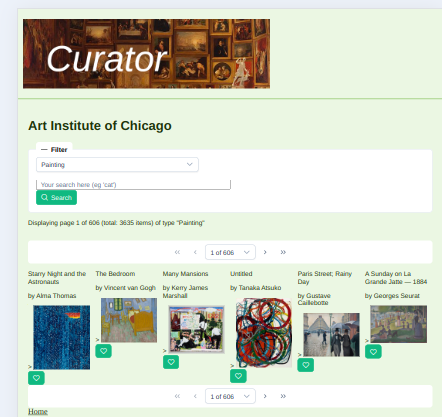 Curator
Art Institute of Chicago
— Filter
Painting
Your search here (eg 'cat')
Search
Displaying page 1 of 606 (total: 3635 items) of type "Painting"
« ‹ 1 of 606 › »
Starry Night and the Astronauts
by Alma Thomas
>
The Bedroom
by Vincent van Gogh
>
Many Mansions
by Kerry James Marshall
>
Untitled
by Tanaka Atsuko
>
Paris Street; Rainy Day
by Gustave Caillebotte
>
A Sunday on La Grande Jatte — 1884
by Georges Seurat
>
« ‹ 1 of 606 › »
Home